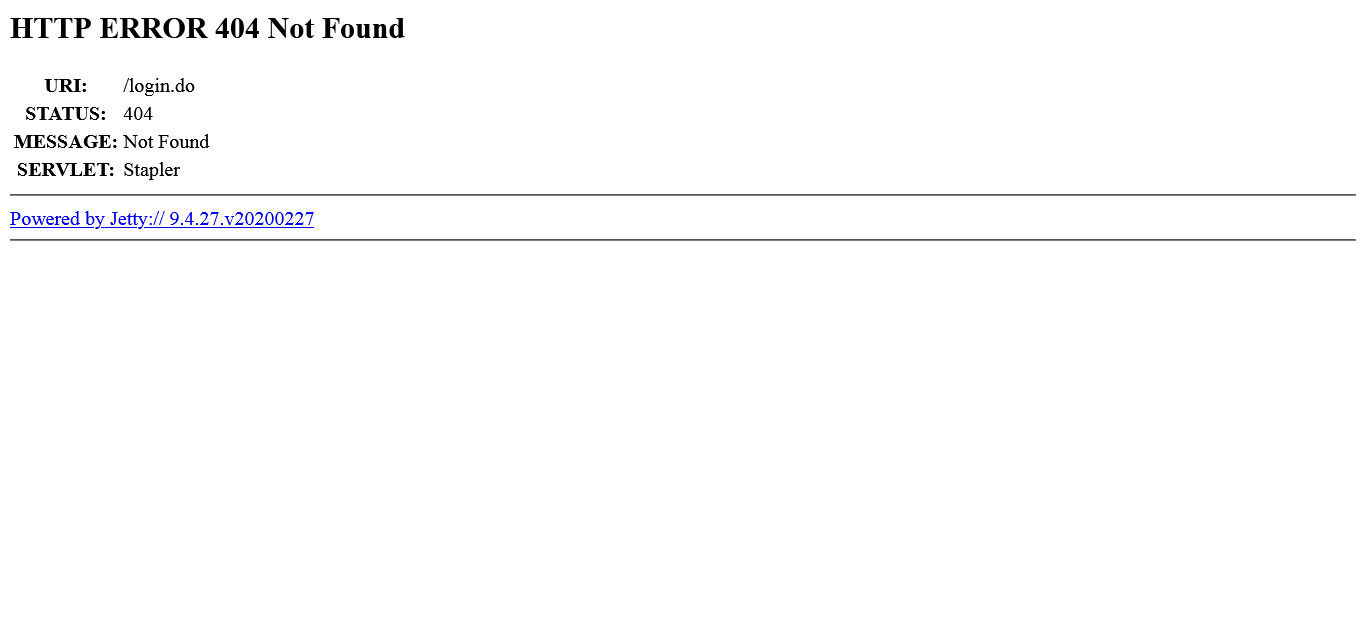 HTTP ERROR 404 Not Found
URI: /login.do
STATUS: 404
MESSAGE: Not Found
SERVLET: Stapler
Powered by Jetty:// 9.4.27.v20200227